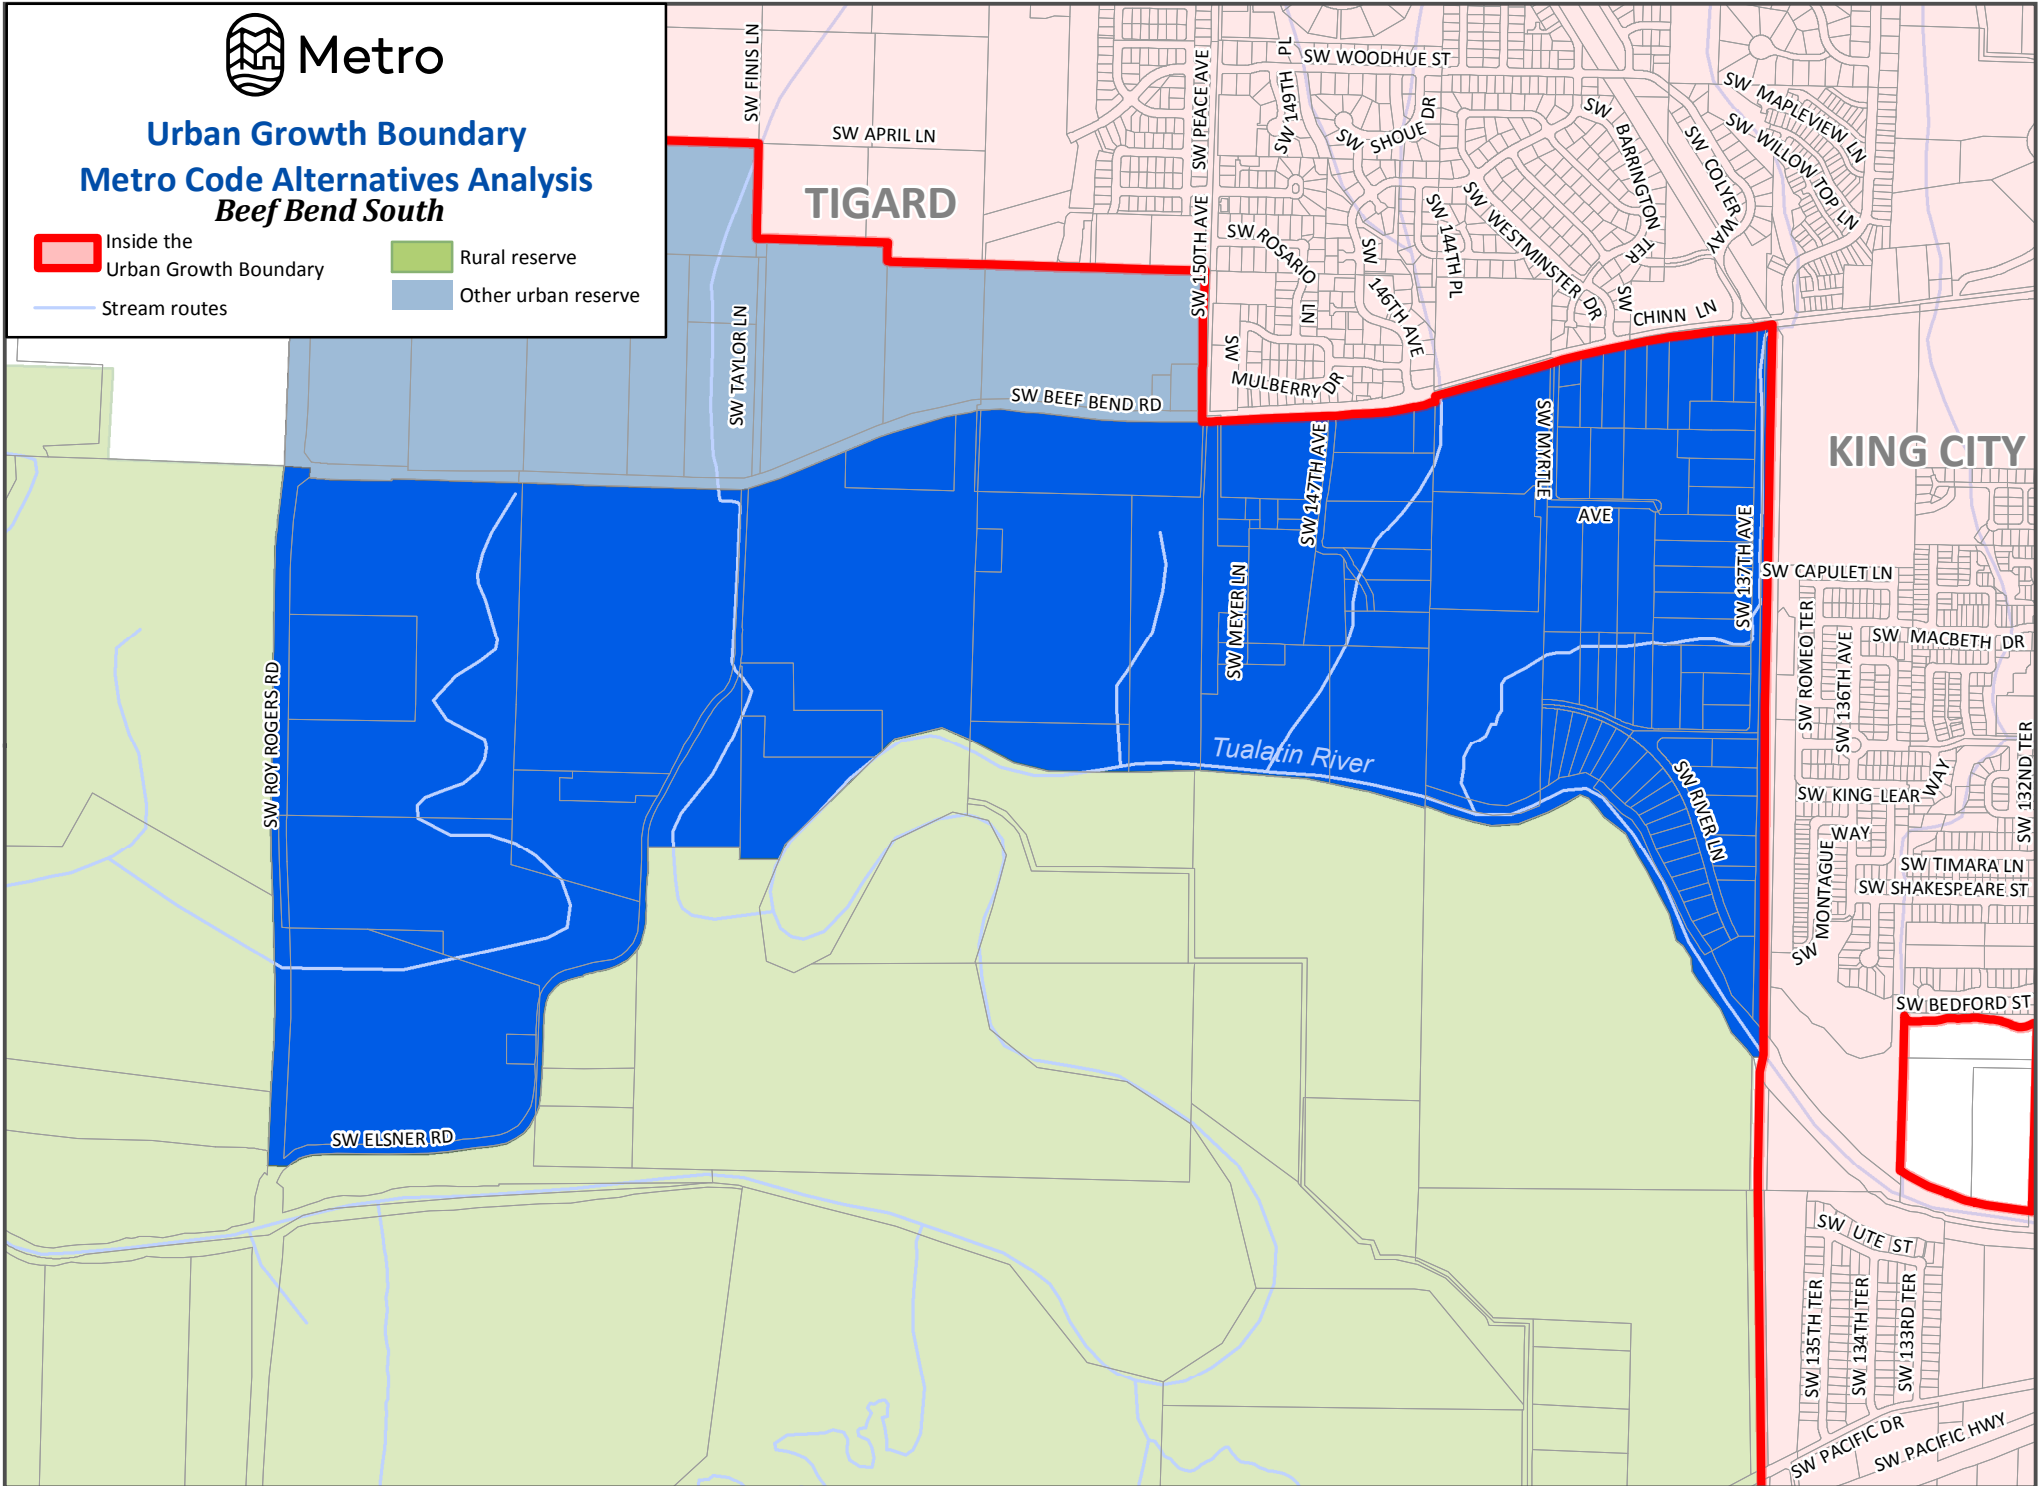 Metro
Urban Growth Boundary
Metro Code Alternatives Analysis
Beef Bend South
Inside the
Urban Growth Boundary
Stream routes
Rural reserve
Other urban reserve
SW FINIS LN
SW APRIL LN
TIGARD
SW PEACE AVE
SW 150TH AVE
SW 149TH PL
SW WOODHUE ST
SW SHOUE DR
SW BARRINGTON TER
SW COLYER WAY
SW MAPLEVIEW LN
SW WILLOW TOP LN
SW ROSARIO LN
SW 146TH AVE
SW 144TH PL
SW WESTMINSTER DR
SW CHINN LN
SW MULBERRY DR
SW TAYLOR LN
SW BEEF BEND RD
SW 147TH AVE
SW MYRTLE AVE
SW 137TH AVE
KING CITY
SW CAPULET LN
SW MEYER LN
SW ROMEO TER
SW 136TH AVE
SW MACBETH DR
SW ROY ROGERS RD
Tualatin River
SW RIVER LN
SW KING LEAR WAY
SW 132ND TER
SW MONTAGUE WAY
SW TIMARA LN
SW SHAKESPEARE ST
SW BEDFORD ST
SW ELSNER RD
SW UTE ST
SW 135TH TER
SW 134TH TER
SW 133RD TER
SW PACIFIC DR
SW PACIFIC HWY